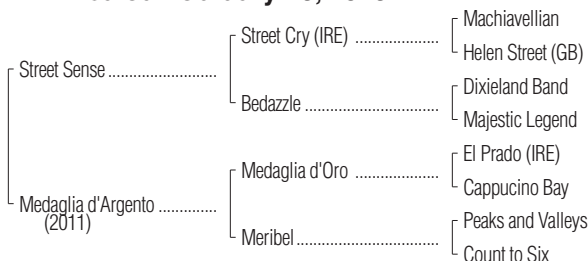 Machiavellian
Street Cry (IRE)
Helen Street (GB)
Street Sense ........................
Dixieland Band
Bedazzle .............................
Majestic Legend
El Prado (IRE)
Medaglia d'Oro ..................
Cappucino Bay
Medaglia d'Argento .............
(2011)
Peaks and Valleys
Meribel ...............................
Count to Six